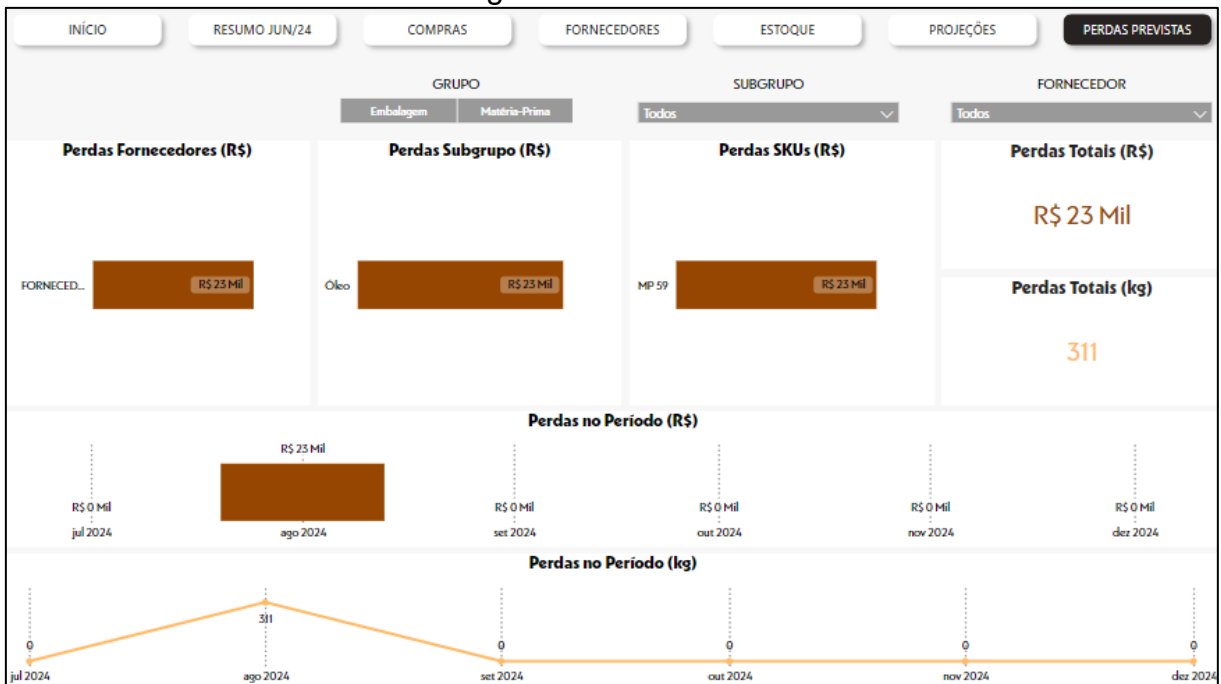 INÍCIO RESUMO JUN/24 COMPRAS FORNECEDORES ESTOQUE PROJEÇÕES PERDAS PREVISTAS
GRUPO SUBGRUPO FORNECEDOR
Embalagem Matéria-Prima Todos Todos
Perdas Fornecedores (R$) Perdas Subgrupo (R$) Perdas SKUs (R$) Perdas Totais (R$)
R$ 23 Mil
FORNECED... R$ 23 Mil Óleo R$ 23 Mil MP 59 R$ 23 Mil Perdas Totais (kg)
311
Perdas no Período (R$)
R$ 23 Mil
R$ 0 Mil R$ 0 Mil R$ 0 Mil R$ 0 Mil R$ 0 Mil
jul 2024 ago 2024 set 2024 out 2024 nov 2024 dez 2024
Perdas no Período (kg)
311
0 0 0 0 0
jul 2024 ago 2024 set 2024 out 2024 nov 2024 dez 2024